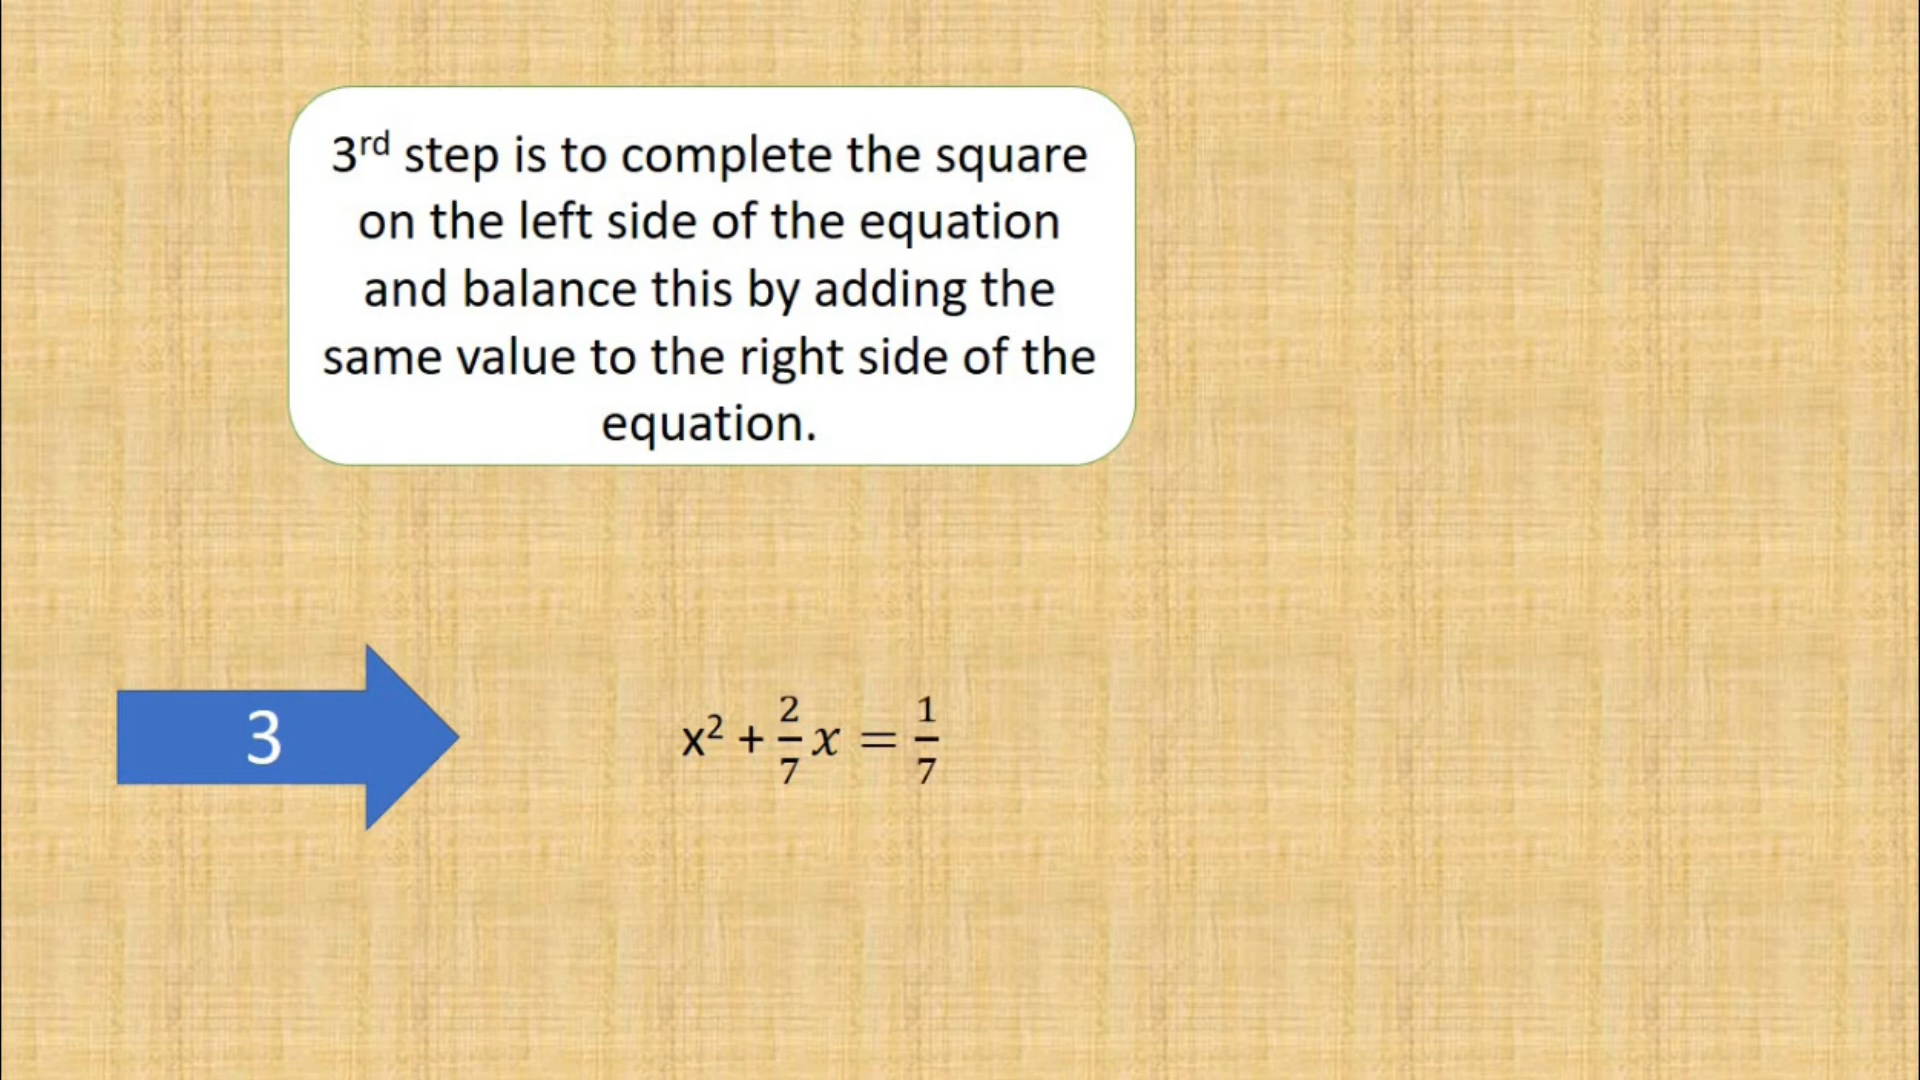 3rd step is to complete the square
on the left side of the equation
and balance this by adding the
same value to the right side of the
equation.
3
x² + 2/7 x = 1/7